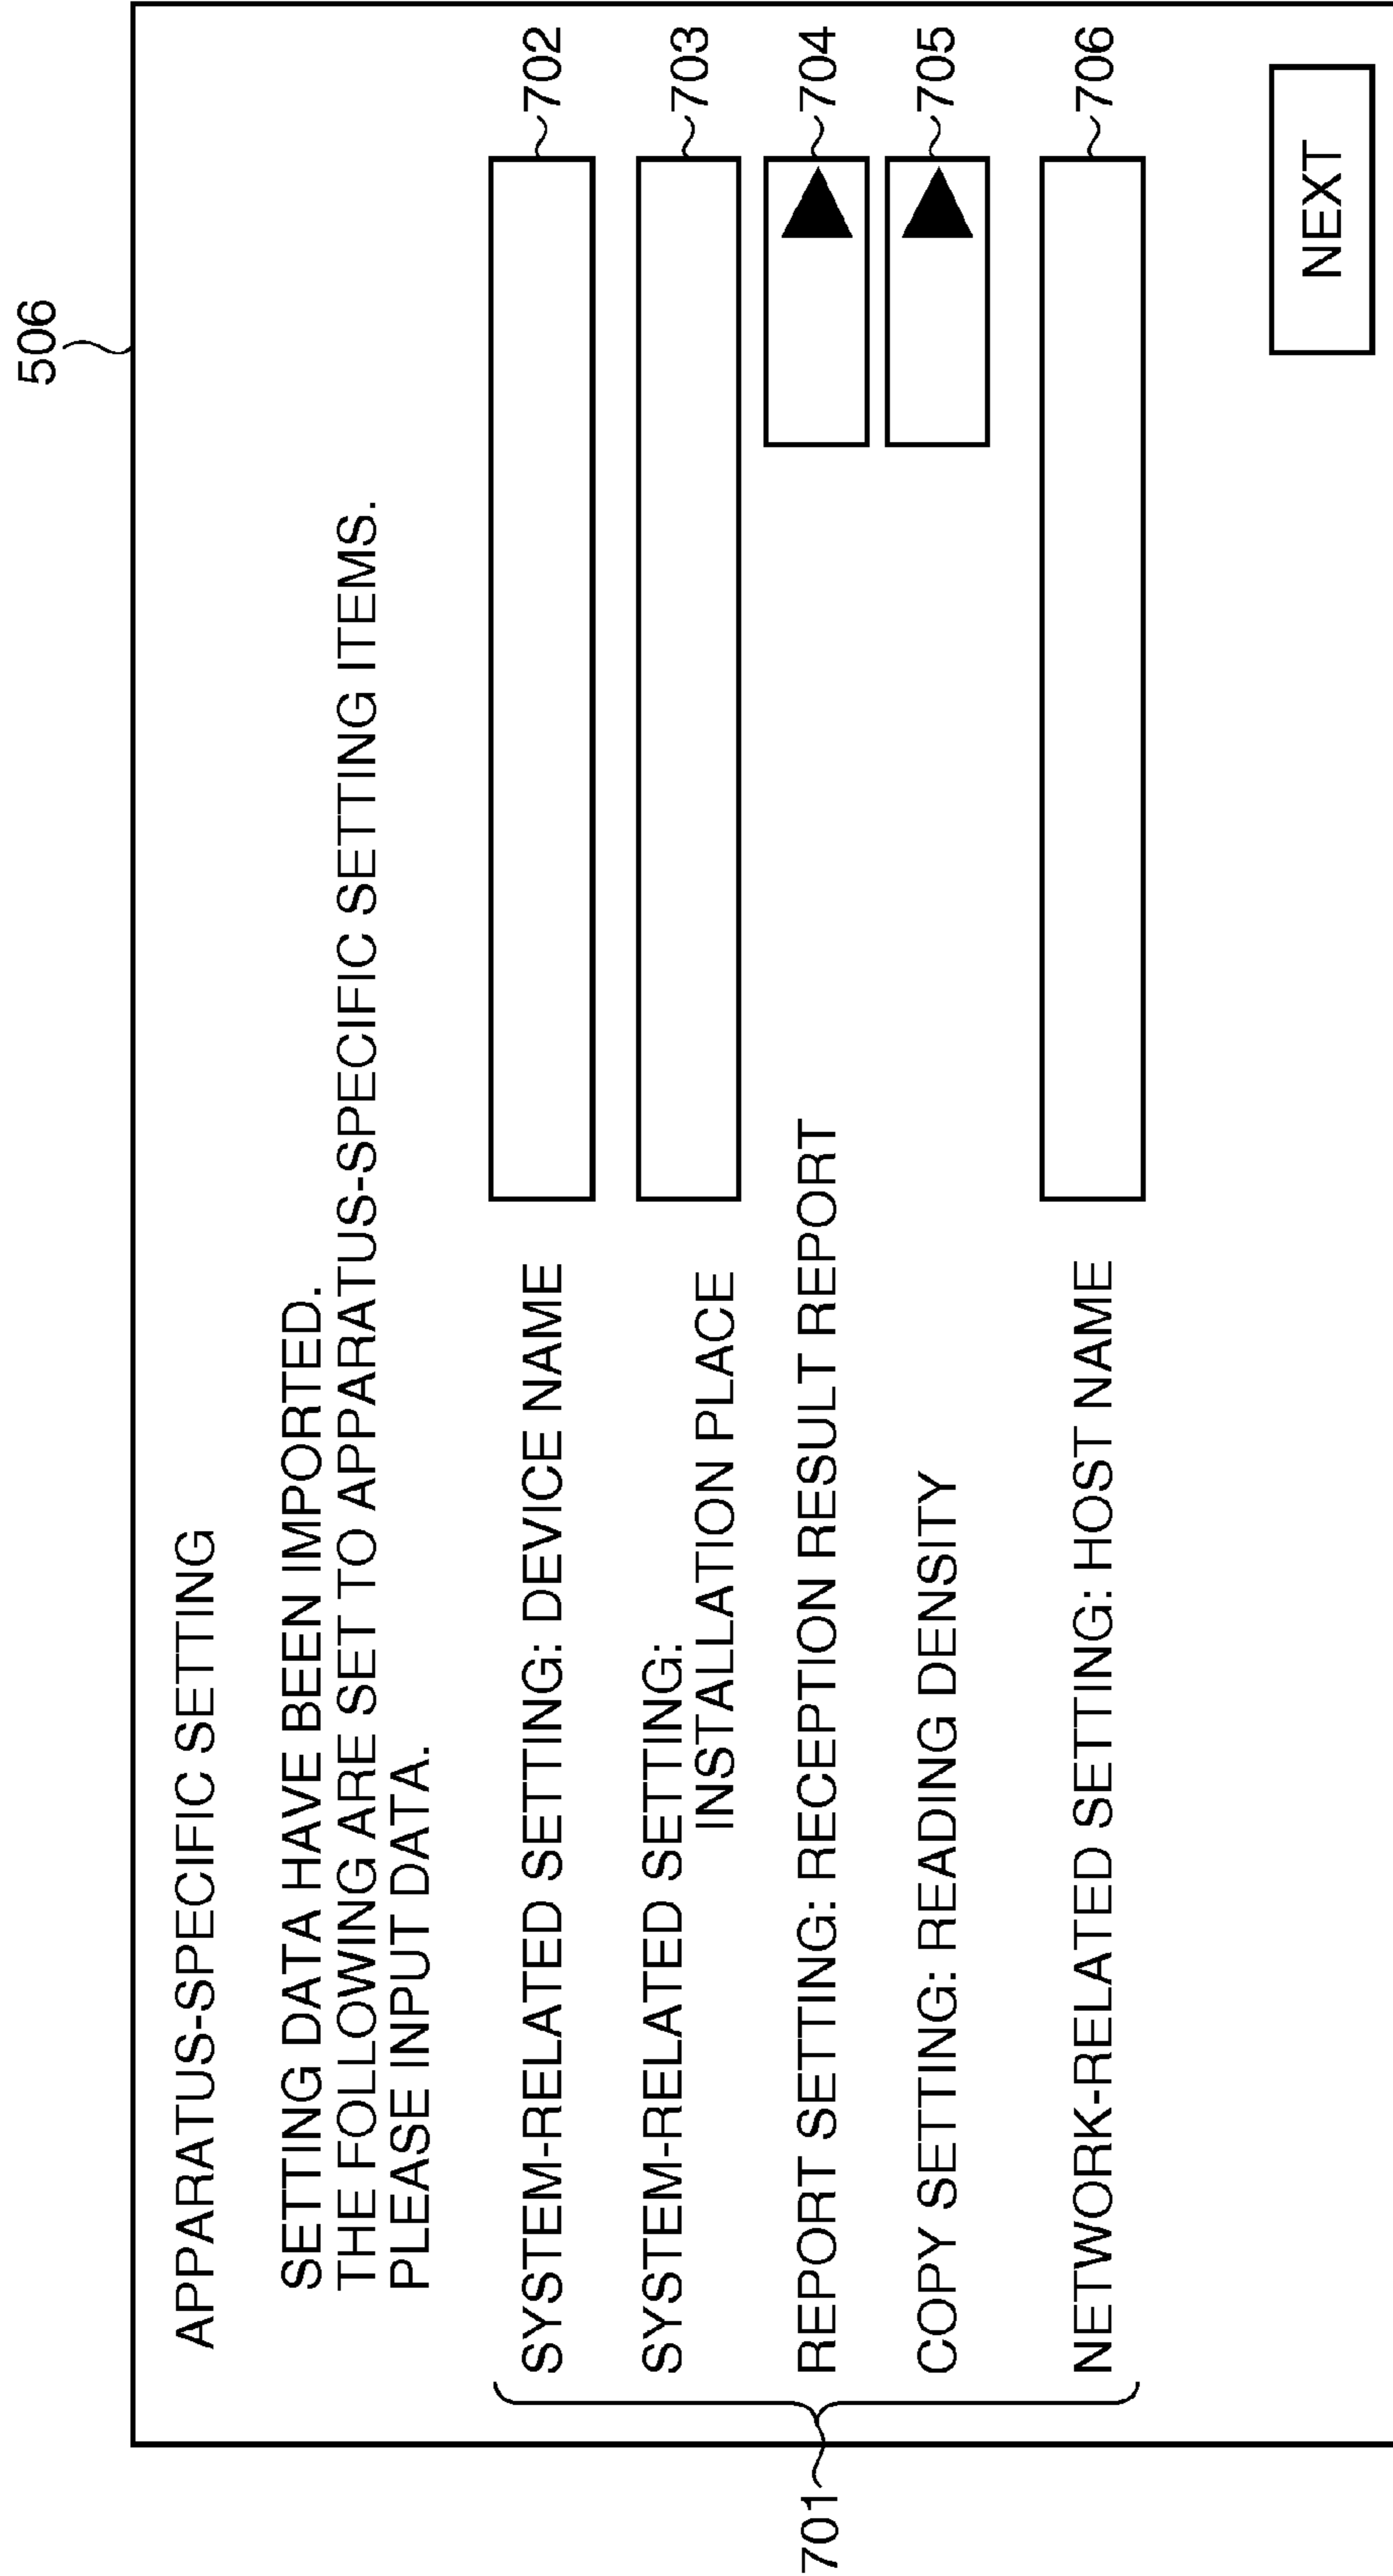 506
APPARATUS-SPECIFIC SETTING
SETTING DATA HAVE BEEN IMPORTED.
THE FOLLOWING ARE SET TO APPARATUS-SPECIFIC SETTING ITEMS.
PLEASE INPUT DATA.
701
SYSTEM-RELATED SETTING: DEVICE NAME
702
SYSTEM-RELATED SETTING:
INSTALLATION PLACE
703
REPORT SETTING: RECEPTION RESULT REPORT
704
COPY SETTING: READING DENSITY
705
NETWORK-RELATED SETTING: HOST NAME
706
NEXT